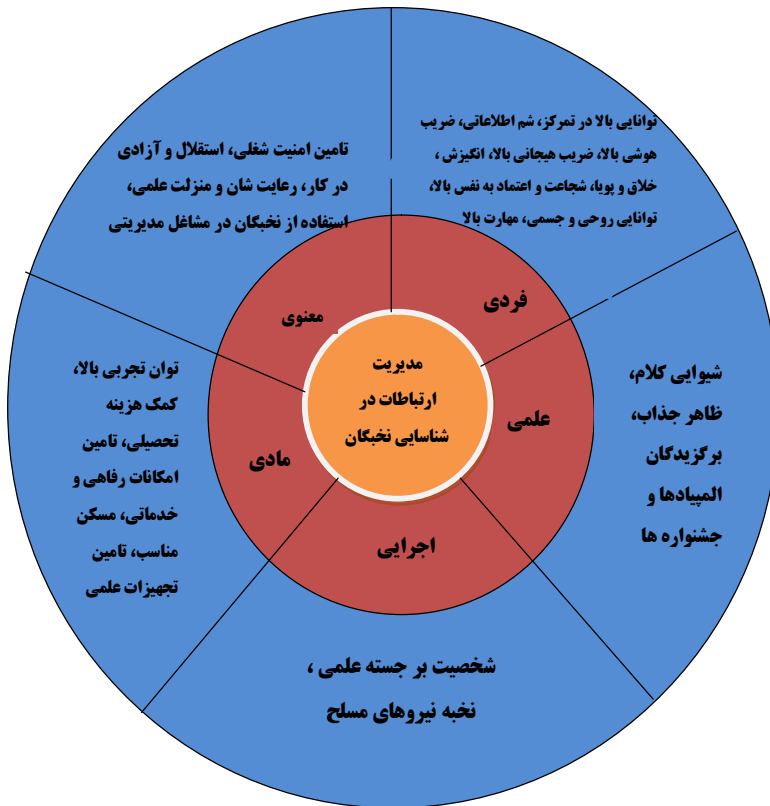 توانایی بالا در تمرکز، شم اطلاعاتی، ضریب
هوشی بالا، ضریب هیجانی بالا، انگیزش ،
خلاق و پویا، شجاعت و اعتماد به نفس بالا،
توانایی روحی و جسمی، مهارت بالا
تامین امنیت شغلی، استقلال و آزادی
در کار، رعایت شان و منزلت علمی،
استفاده از نخبگان در مشاغل مدیریتی
فردی
معنوی
مدیریت
ارتباطات در
شناسایی نخبگان
علمی
مادی
اجرایی
شیوایی کلام،
ظاهر جذاب،
برگزیدگان
المپیادها و
جشنواره ها
توان تجربی بالا،
کمک هزینه
تحصیلی، تامین
امکانات رفاهی و
خدماتی، مسکن
مناسب، تامین
تجهیزات علمی
شخصیت بر جسته علمی ،
نخبه نیروهای مسلح